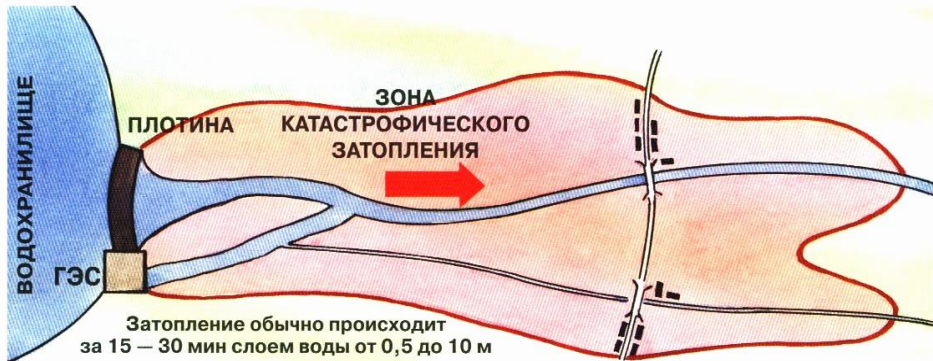 ВОДОХРАНИЛИЩЕ
ПЛОТИНА
ГЭС
ЗОНА
КАТАСТРОФИЧЕСКОГО
ЗАТОПЛЕНИЯ
Затопление обычно происходит
за 15 — 30 мин слоем воды от 0,5 до 10 м